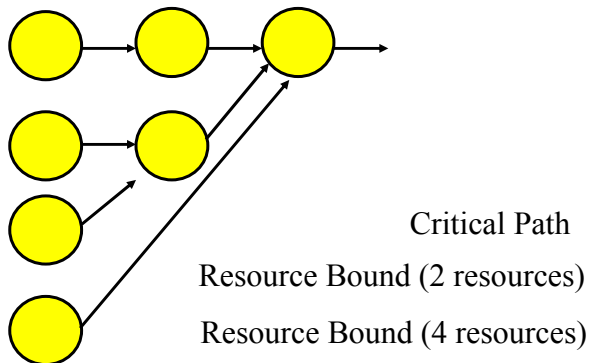 Critical Path
Resource Bound (2 resources)
Resource Bound (4 resources)